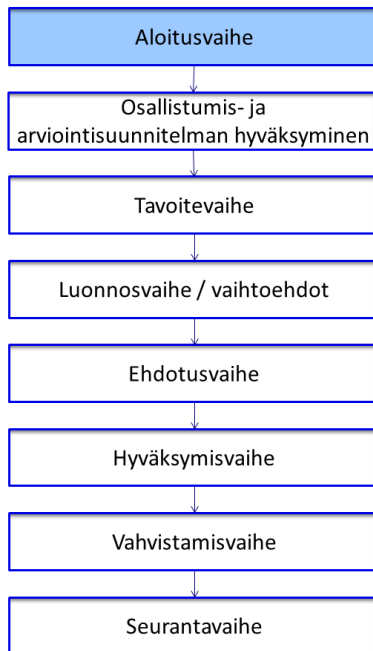 Aloitusvaihe
Osallistumis- ja
arviointisuunnitelman hyväksyminen
Tavoitevaihe
Luonnosvaihe / vaihtoehdot
Ehdotusvaihe
Hyväksymisvaihe
Vahvistamisvaihe
Seurantavaihe